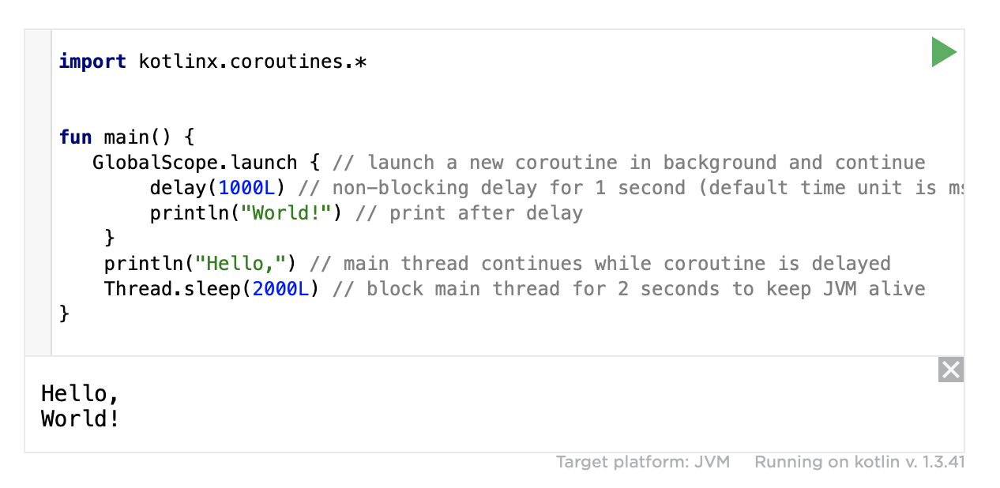 import kotlinx.coroutines.*
fun main() {
GlobalScope.launch { // launch a new coroutine in background and continue
delay(1000L) // non-blocking delay for 1 second (default time unit is ms
println("World!") // print after delay
}
println("Hello,") // main thread continues while coroutine is delayed
Thread.sleep(2000L) // block main thread for 2 seconds to keep JVM alive
}
Hello,
World!
Target platform: JVM Running on kotlin v. 1.3.41